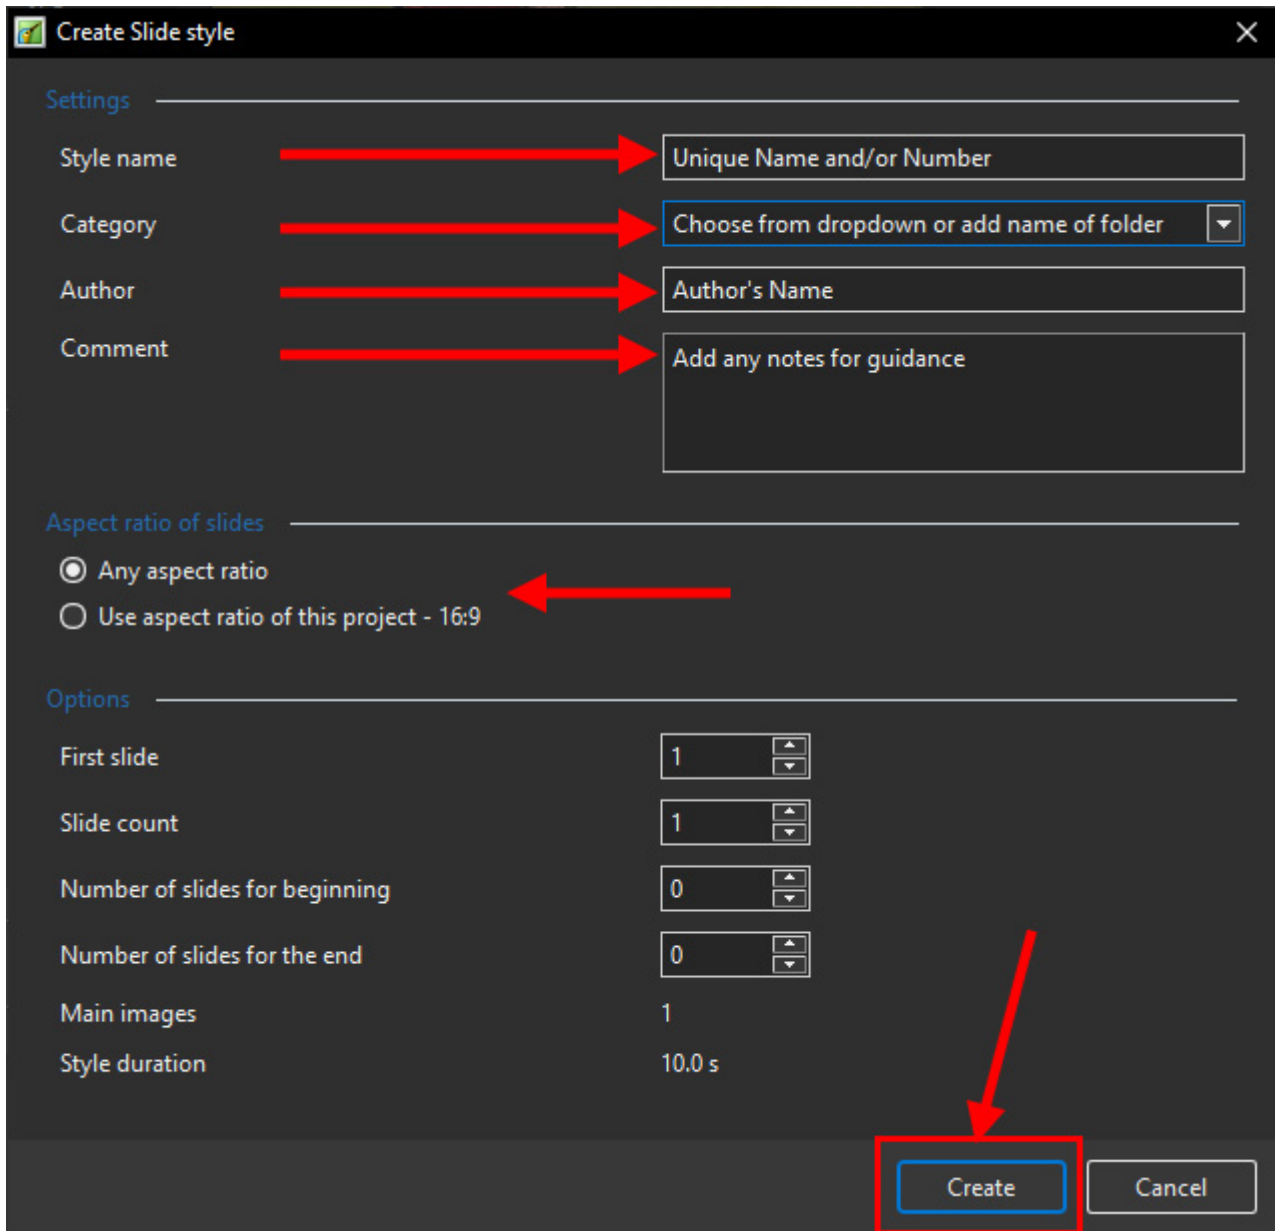 Create Slide style
Settings
Style name Unique Name and/or Number
Category Choose from dropdown or add name of folder
Author Author's Name
Comment Add any notes for guidance
Aspect ratio of slides
Any aspect ratio
Use aspect ratio of this project - 16:9
Options
First slide 1
Slide count 1
Number of slides for beginning 0
Number of slides for the end 0
Main images 1
Style duration 10.0 s
Create Cancel